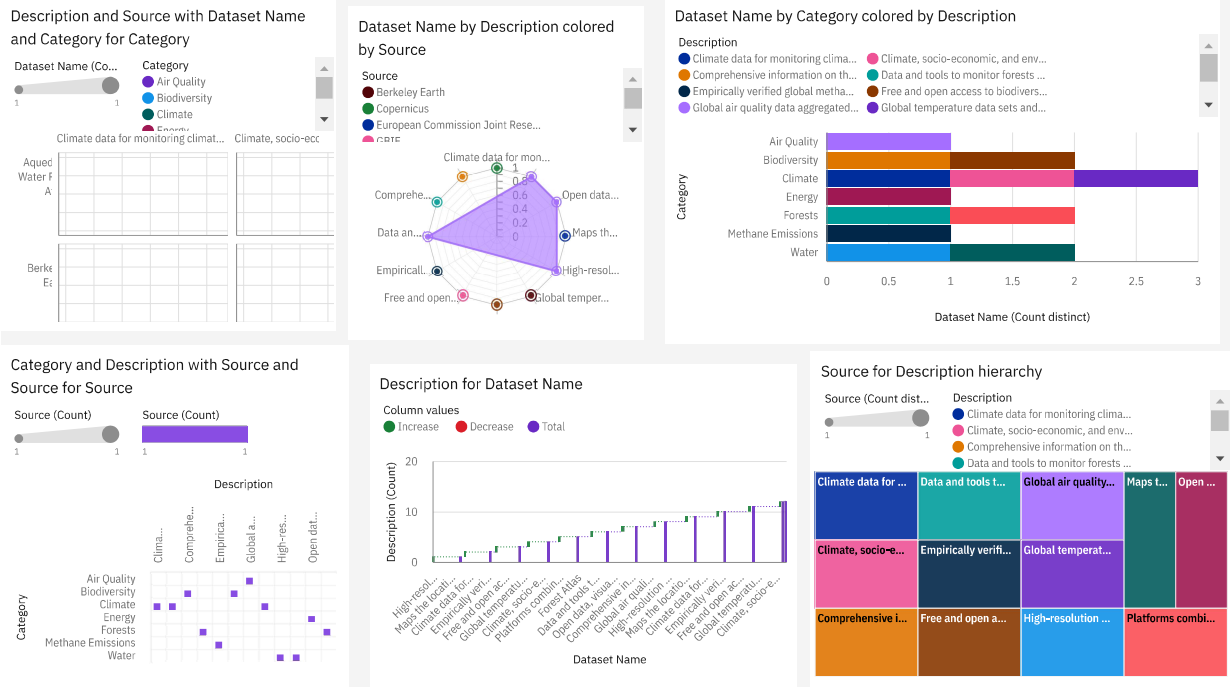 Description and Source with Dataset Name
and Category for Category
Dataset Name (Co...
1 1
Category
Air Quality
Biodiversity
Climate
Energy
Climate data for monitoring climat...
Climate, socio-ec
Aqued
Water
Berke
Dataset Name by Description colored
by Source
Source
Berkeley Earth
Copernicus
European Commission Joint Rese...
GBIF
Climate data for mon...
Open data...
Maps th...
High-resol...
Global temper...
Free and open...
Empiricall...
Data an...
Comprehe...
1
0.8
0.6
0.4
0.2
0
Dataset Name by Category colored by Description
Description
Climate data for monitoring clima...
Climate, socio-economic, and env...
Comprehensive information on th...
Data and tools to monitor forests ...
Empirically verified global metha...
Free and open access to biodivers...
Global air quality data aggregated...
Global temperature data sets and...
Category
Air Quality
Biodiversity
Climate
Energy
Forests
Methane Emissions
Water
0 0.5 1 1.5 2 2.5 3
Dataset Name (Count distinct)
Category and Description with Source and
Source for Source
Source (Count)
1 1
Source (Count)
1 1
Description
Clima...
Comprehe...
Empirica...
Global a...
High-res...
Open dat...
Category
Air Quality
Biodiversity
Climate
Energy
Forests
Methane Emissions
Water
Description for Dataset Name
Column values
Increase
Decrease
Total
Description (Count)
20
10
0
High-resol...
Maps the locati...
Climate data for...
Empirically veri...
Free and open ac...
Global temperatu...
Climate, socio-e...
Platforms combin...
Forest Atlas
Data and tools t...
Open data, visua...
Comprehensive in...
Global air quali...
High-resolution ...
Maps the locatio...
Climate data for...
Empirically veri...
Free and open ac...
Global temperatu...
Climate, socio-e...
Dataset Name
Source for Description hierarchy
Source (Count dist...
1 1
Description
Climate data for monitoring clima...
Climate, socio-economic, and env...
Comprehensive information on th...
Data and tools to monitor forests ...
Climate data for ...
Data and tools t...
Global air quality...
Maps t...
Open ...
Climate, socio-e...
Empirically verifi...
Global temperat...
Comprehensive i...
Free and open a...
High-resolution ...
Platforms combi...